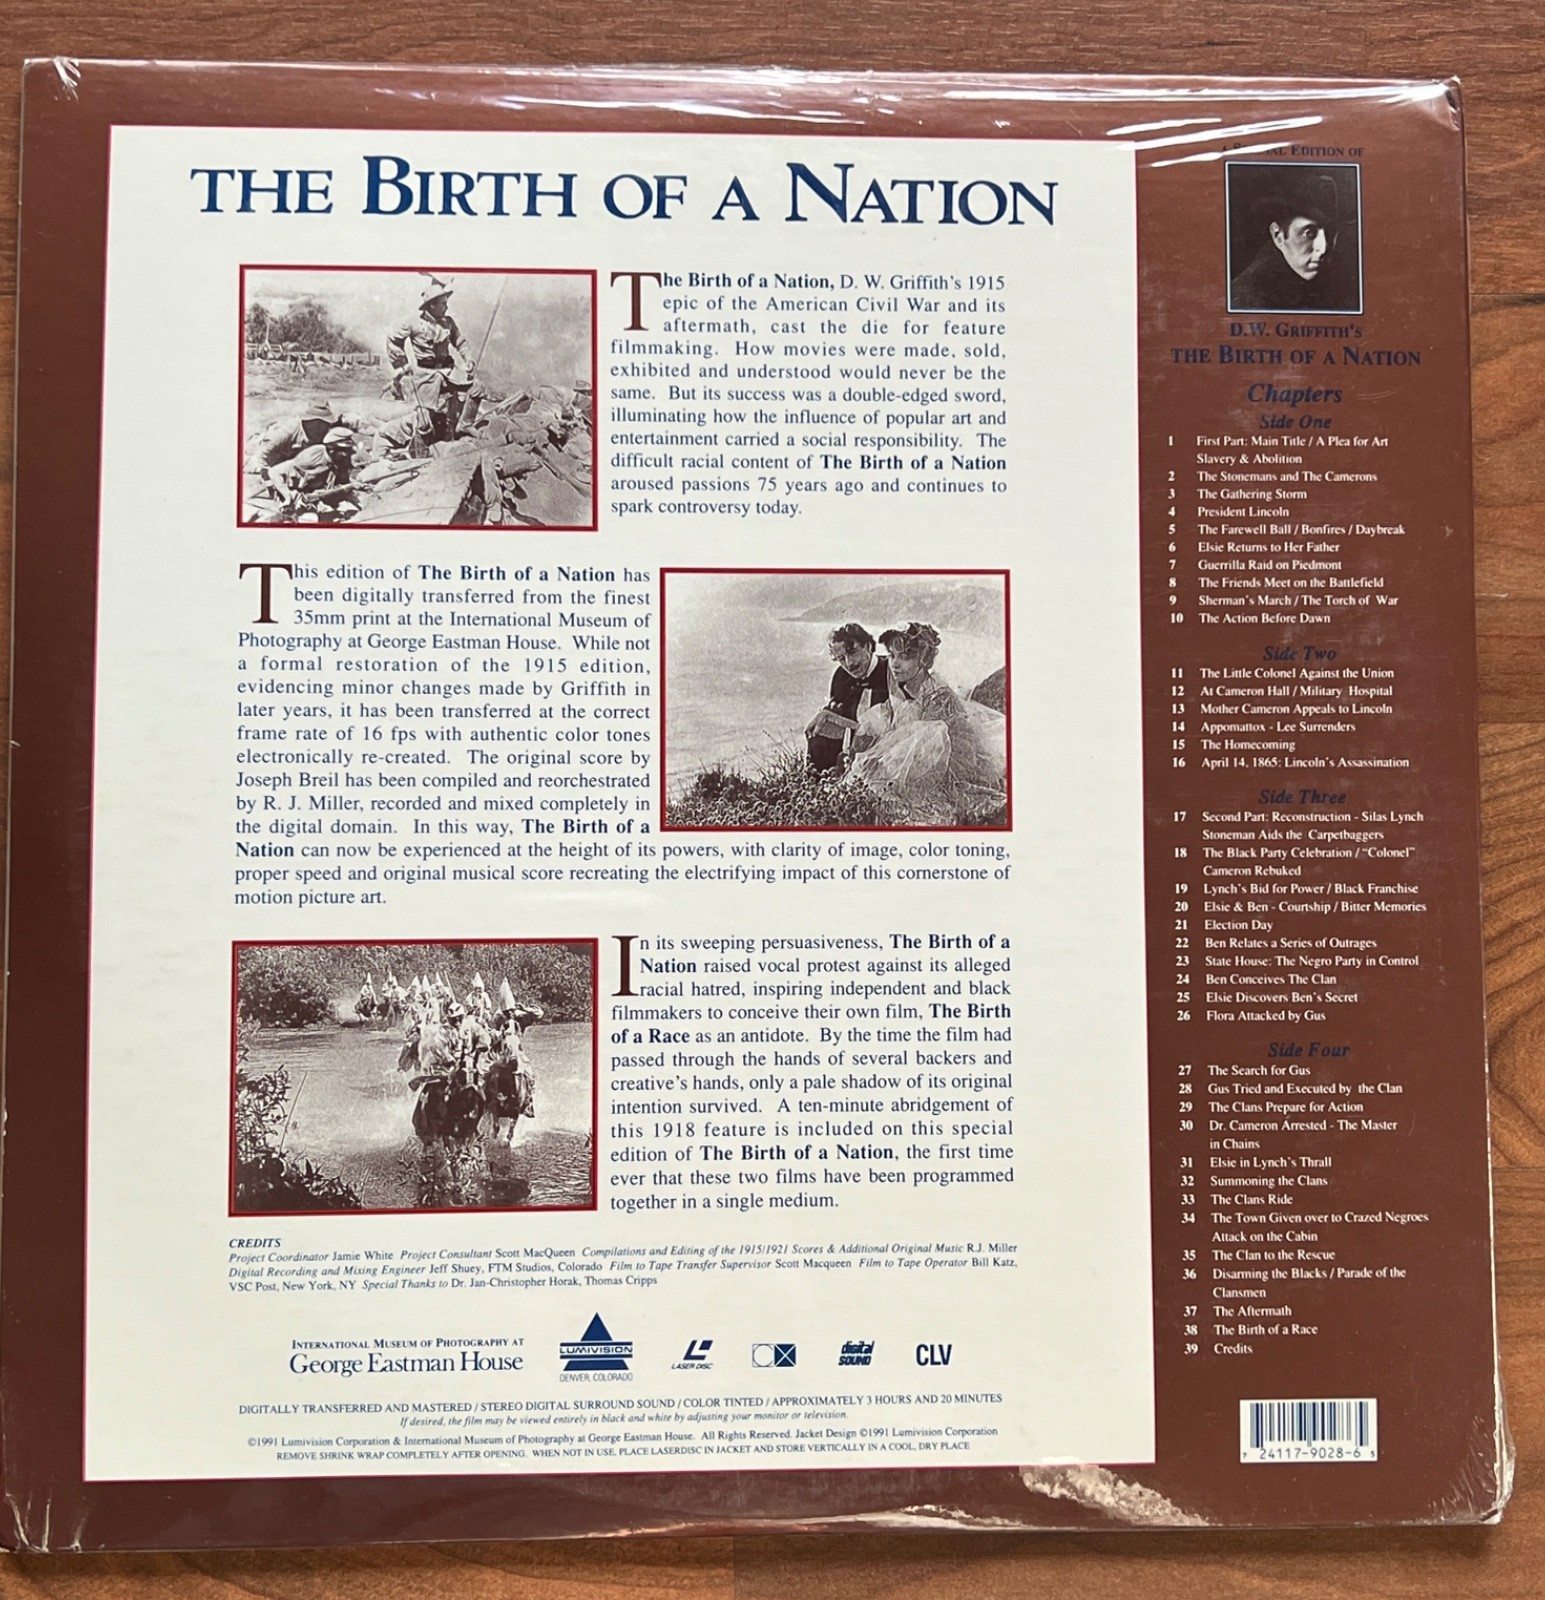 THE BIRTH OF A NATION
The Birth of a Nation, D. W. Griffith's 1915
epic of the American Civil War and its
aftermath, cast the die for feature
filmmaking. How movies were made, sold,
exhibited and understood would never be the
same. But its success was a double-edged sword,
illuminating how the influence of popular art and
entertainment carried a social responsibility. The
difficult racial content of The Birth of a Nation
aroused passions 75 years ago and continues to
spark controversy today.
This edition of The Birth of a Nation has
been digitally transferred from the finest
35mm print at the International Museum of
Photography at George Eastman House. While not
a formal restoration of the 1915 edition,
evidencing minor changes made by Griffith in
later years, it has been transferred at the correct
frame rate of 16 fps with authentic color tones
electronically re-created. The original score by
Joseph Breil has been compiled and reorchestrated
by R. J. Miller, recorded and mixed completely in
the digital domain. In this way, The Birth of a
Nation can now be experienced at the height of its powers, with clarity of image, color toning,
proper speed and original musical score recreating the electrifying impact of this cornerstone of
motion picture art.
In its sweeping persuasiveness, The Birth of a
Nation raised vocal protest against its alleged
racial hatred, inspiring independent and black
filmmakers to conceive their own film, The Birth
of a Race as an antidote. By the time the film had
passed through the hands of several backers and
creative's hands, only a pale shadow of its original
intention survived. A ten-minute abridgement of
this 1918 feature is included on this special
edition of The Birth of a Nation, the first time
ever that these two films have been programmed
together in a single medium.
CREDITS
Project Coordinator Jamie White Project Consultant Scott MacQueen Compilations and Editing of the 1915/1921 Scores & Additional Original Music R.J. Miller
Digital Recording and Mixing Engineer Jeff Shuey, FTM Studios, Colorado Film to Tape Transfer Supervisor Scott Macqueen Film to Tape Operator Bill Katz,
VSC Post, New York, NY Special Thanks to Dr. Jan-Christopher Horak, Thomas Cripps
INTERNATIONAL MUSEUM OF PHOTOGRAPHY AT
George Eastman House
LUMIVISION
DENVER, COLORADO
LASER DISC
CX
digital
SOUND
CLV
DIGITALLY TRANSFERRED AND MASTERED / STEREO DIGITAL SURROUND SOUND / COLOR TINTED / APPROXIMATELY 3 HOURS AND 20 MINUTES
If desired, the film may be viewed entirely in black and white by adjusting your monitor or television.
©1991 Lumivision Corporation & International Museum of Photography at George Eastman House. All Rights Reserved. Jacket Design ©1991 Lumivision Corporation
REMOVE SHRINK WRAP COMPLETELY AFTER OPENING. WHEN NOT IN USE, PLACE LASERDISC IN JACKET AND STORE VERTICALLY IN A COOL, DRY PLACE
A SPECIAL EDITION OF
D.W. GRIFFITH'S
THE BIRTH OF A NATION
Chapters
Side One
1 First Part: Main Title / A Plea for Art
Slavery & Abolition
2 The Stonemans and The Camerons
3 The Gathering Storm
4 President Lincoln
5 The Farewell Ball / Bonfires / Daybreak
6 Elsie Returns to Her Father
7 Guerrilla Raid on Piedmont
8 The Friends Meet on the Battlefield
9 Sherman's March / The Torch of War
10 The Action Before Dawn
Side Two
11 The Little Colonel Against the Union
12 At Cameron Hall / Military Hospital
13 Mother Cameron Appeals to Lincoln
14 Appomattox - Lee Surrenders
15 The Homecoming
16 April 14, 1865: Lincoln's Assassination
Side Three
17 Second Part: Reconstruction - Silas Lynch
Stoneman Aids the Carpetbaggers
18 The Black Party Celebration / "Colonel"
Cameron Rebuked
19 Lynch's Bid for Power / Black Franchise
20 Elsie & Ben - Courtship / Bitter Memories
21 Election Day
22 Ben Relates a Series of Outrages
23 State House: The Negro Party in Control
24 Ben Conceives The Clan
25 Elsie Discovers Ben's Secret
26 Flora Attacked by Gus
Side Four
27 The Search for Gus
28 Gus Tried and Executed by the Clan
29 The Clans Prepare for Action
30 Dr. Cameron Arrested - The Master
in Chains
31 Elsie in Lynch's Thrall
32 Summoning the Clans
33 The Clans Ride
34 The Town Given over to Crazed Negroes
Attack on the Cabin
35 The Clan to the Rescue
36 Disarming the Blacks / Parade of the
Clansmen
37 The Aftermath
38 The Birth of a Race
39 Credits
7 24117-9028-6 5